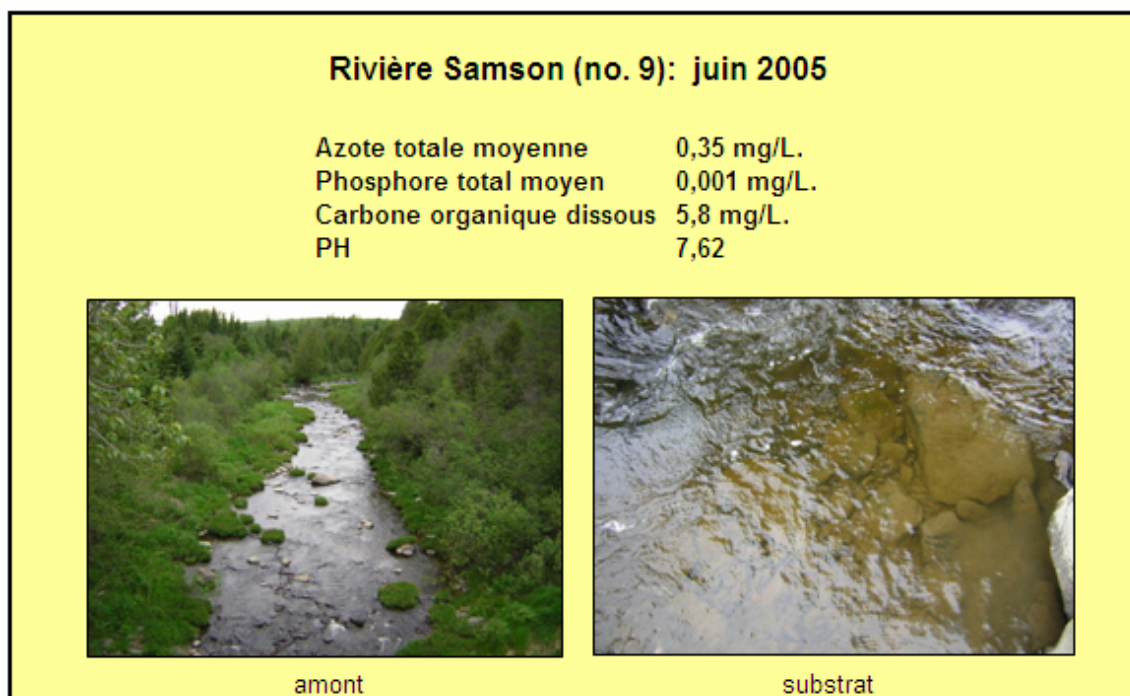 Rivière Samson (no. 9): juin 2005
Azote totale moyenne 0,35 mg/L.
Phosphore total moyen 0,001 mg/L.
Carbone organique dissous 5,8 mg/L.
PH 7,62
amont substrat